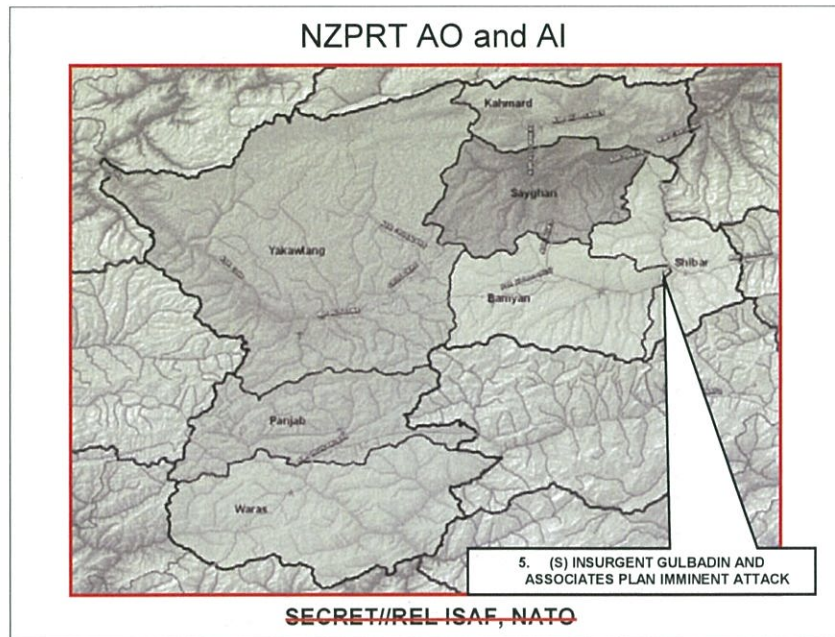 NZPRT AO and AI
Kahmard
Sayghan
Yakawlang
Shibar
Bamyan
Panjab
Waras
5. (S) INSURGENT GULBADIN AND
ASSOCIATES PLAN IMMINENT ATTACK
SECRET//REL ISAF, NATO